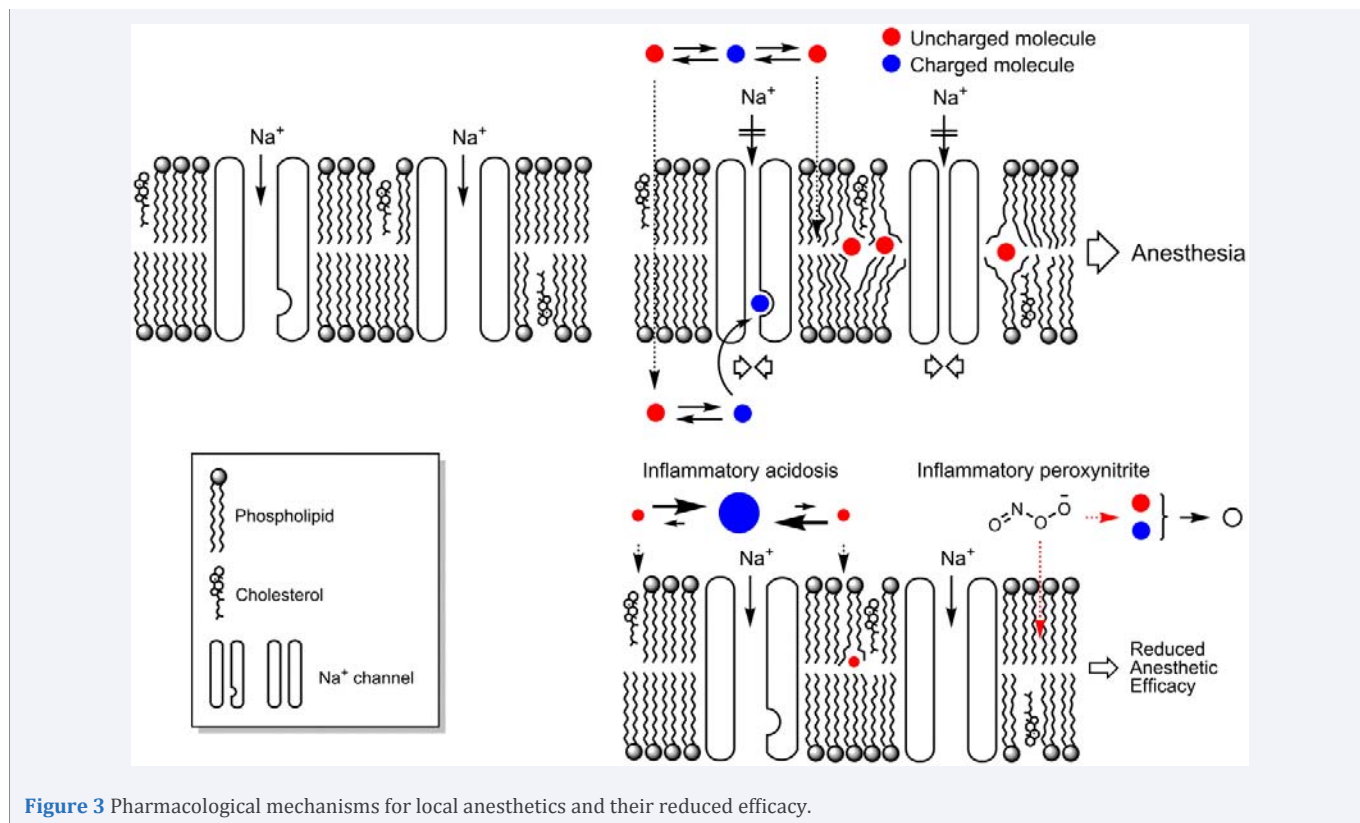 Uncharged molecule
Charged molecule
Na+
Na+
Na+
Na+
Anesthesia
Phospholipid
Cholesterol
Na+ channel
Inflammatory acidosis
Inflammatory peroxynitrite
O=N O O-
Na+
Na+
Reduced
Anesthetic
Efficacy
Figure 3 Pharmacological mechanisms for local anesthetics and their reduced efficacy.